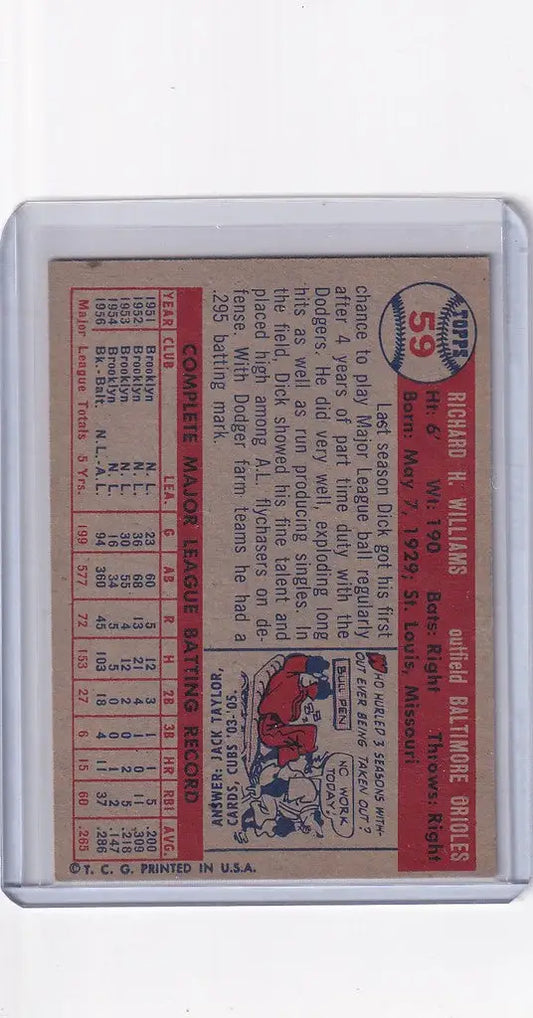 TOPPS
59
RICHARD H. WILLIAMS outfield BALTIMORE ORIOLES
Ht: 6' Wt: 190 Bats: Right Throws: Right
Born: May 7, 1929; St. Louis, Missouri
Last season Dick got his first
chance to play Major League ball regularly
after 4 years of part time duty with the
Dodgers. He did very well, exploding long
hits as well as run producing singles. In
the field, Dick showed his fine talent and
placed high among A.L. flychasers on de-
fense. With Dodger farm teams he had a
.295 batting mark.
WHO HURLED 3 SEASONS WITH-
OUT EVER BEING TAKEN OUT?
BULL PEN
NO WORK
TODAY!
ANSWER: JACK TAYLOR,
CARDS, CUBS '03-05.
COMPLETE MAJOR LEAGUE BATTING RECORD
YEAR CLUB LEA. G AB R H 2B 3B HR RBI AVG.
1951 Brooklyn N. L. 23 60 5 12 3 1 1 5 .200
1952 Brooklyn N. L. 36 68 13 21 4 1 0 11 .309
1953 Brooklyn N. L. 30 55 4 12 2 0 2 5 .218
1954 Brooklyn N. L. 16 34 5 5 0 0 1 2 .147
1956 Bk.-Balt. N.L.-A.L. 94 360 45 103 18 4 11 37 .286
Major League Totals 5 Yrs. 199 577 72 153 27 6 15 60 .265
© T. C. G. PRINTED IN U.S.A.